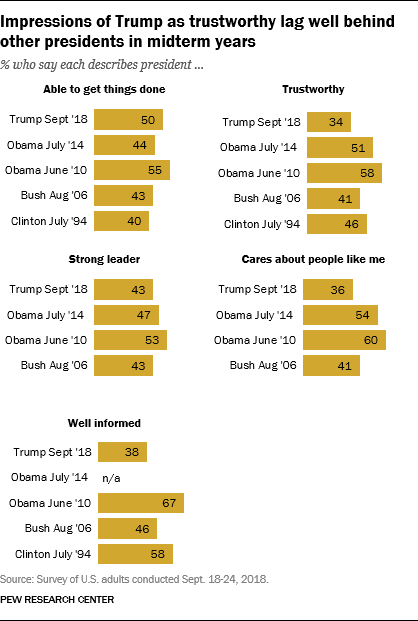 Impressions of Trump as trustworthy lag well behind
other presidents in midterm years
% who say each describes president ...
Able to get things done
Trump Sept '18 50
Obama July '14 44
Obama June '10 55
Bush Aug '06 43
Clinton July '94 40
Trustworthy
Trump Sept '18 34
Obama July '14 51
Obama June '10 58
Bush Aug '06 41
Clinton July '94 46
Strong leader
Trump Sept '18 43
Obama July '14 47
Obama June '10 53
Bush Aug '06 43
Cares about people like me
Trump Sept '18 36
Obama July '14 54
Obama June '10 60
Bush Aug '06 41
Well informed
Trump Sept '18 38
Obama July '14 n/a
Obama June '10 67
Bush Aug '06 46
Clinton July '94 58
Source: Survey of U.S. adults conducted Sept. 18-24, 2018.
PEW RESEARCH CENTER